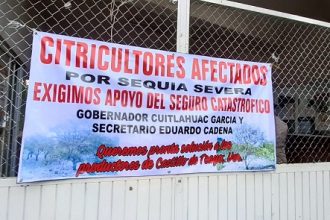 CITRICULTORES AFECTADOS
POR SEQUIA SEVERA
EXIGIMOS APOYO DEL SEGURO CATASTROFICO
GOBERNADOR CUITLAHUAC GARCIA Y
SECRETARIO EDUARDO CADENA
Queremos pronta solución a los
productores de Castillo de Teayo, Ver.